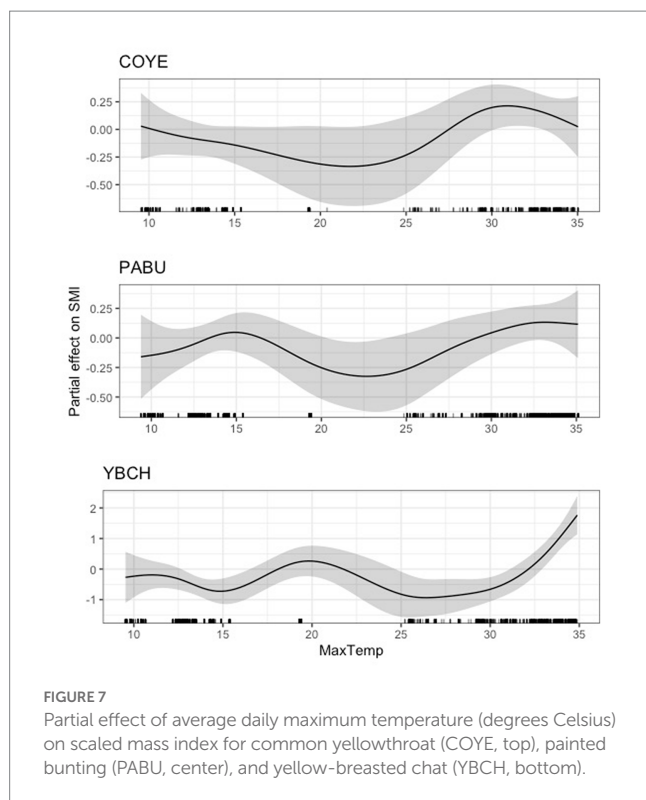 COYE
0.25
0.00
-0.25
-0.50
10 15 20 25 30 35
PABU
Partial effect on SMI
0.25
0.00
-0.25
-0.50
10 15 20 25 30 35
YBCH
2
1
0
-1
10 15 20 25 30 35
MaxTemp
FIGURE 7
Partial effect of average daily maximum temperature (degrees Celsius)
on scaled mass index for common yellowthroat (COYE, top), painted
bunting (PABU, center), and yellow-breasted chat (YBCH, bottom).